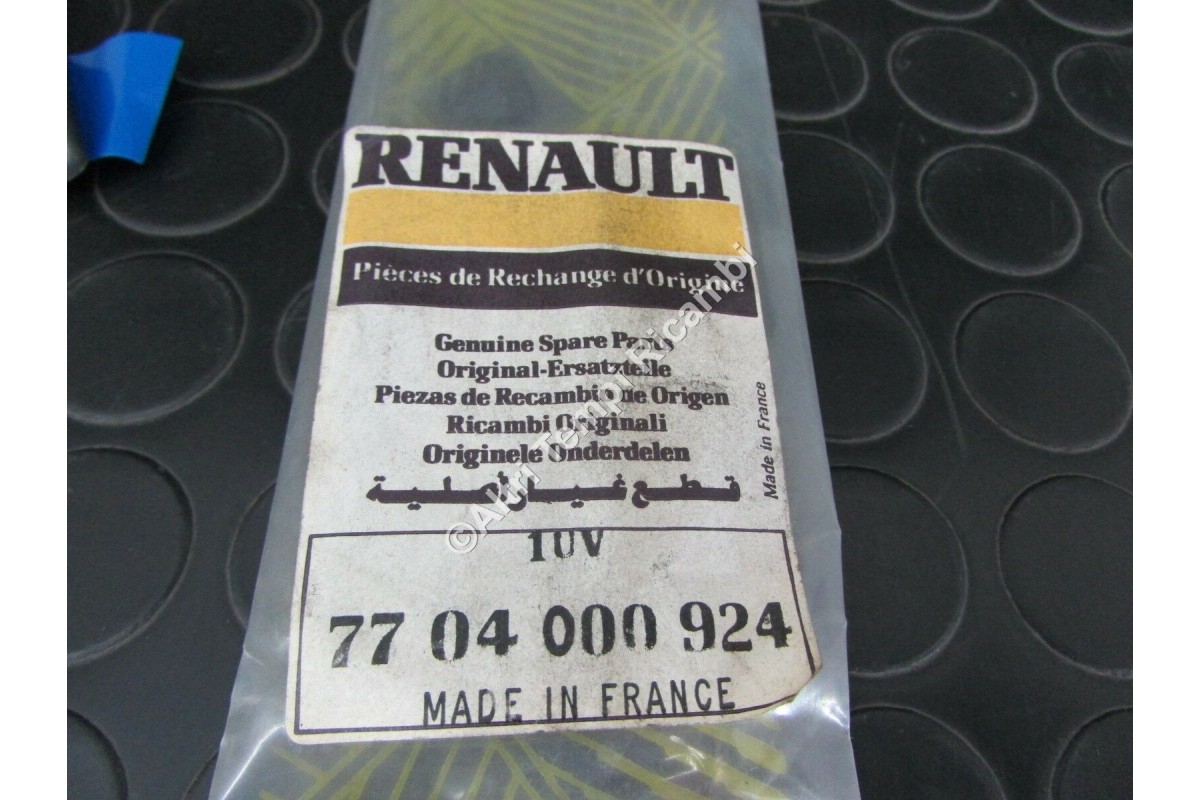 RENAULT
Pièces de Rechange d'Origine
Genuine Spare Parts
Original-Ersatzteile
Piezas de Recambio de Origen
Ricambi Originali
Originele Onderdelen
قطع غيار أصلية
Made in France
1UV
77 04 000 924
MADE IN FRANCE
©Altri Tempi Ricambi